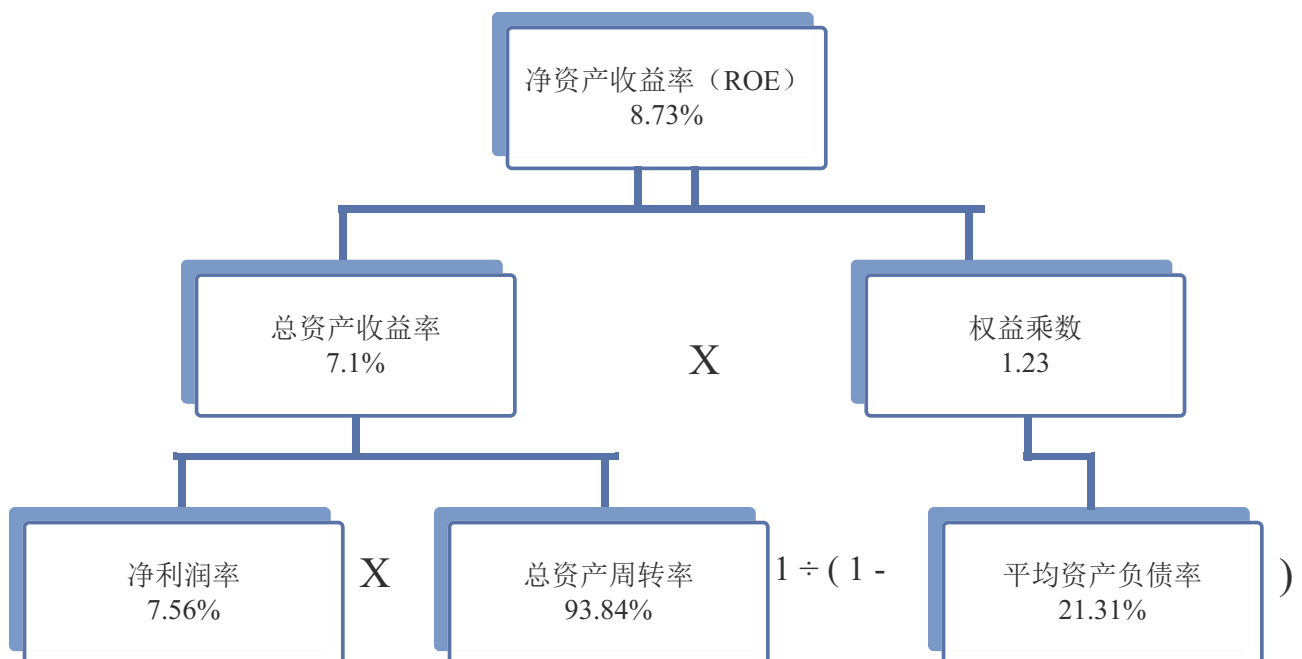 净资产收益率（ROE）
8.73%
总资产收益率
7.1%
X
权益乘数
1.23
净利润率
7.56%
X
总资产周转率
93.84%
1 ÷ ( 1 -
平均资产负债率
21.31%
)